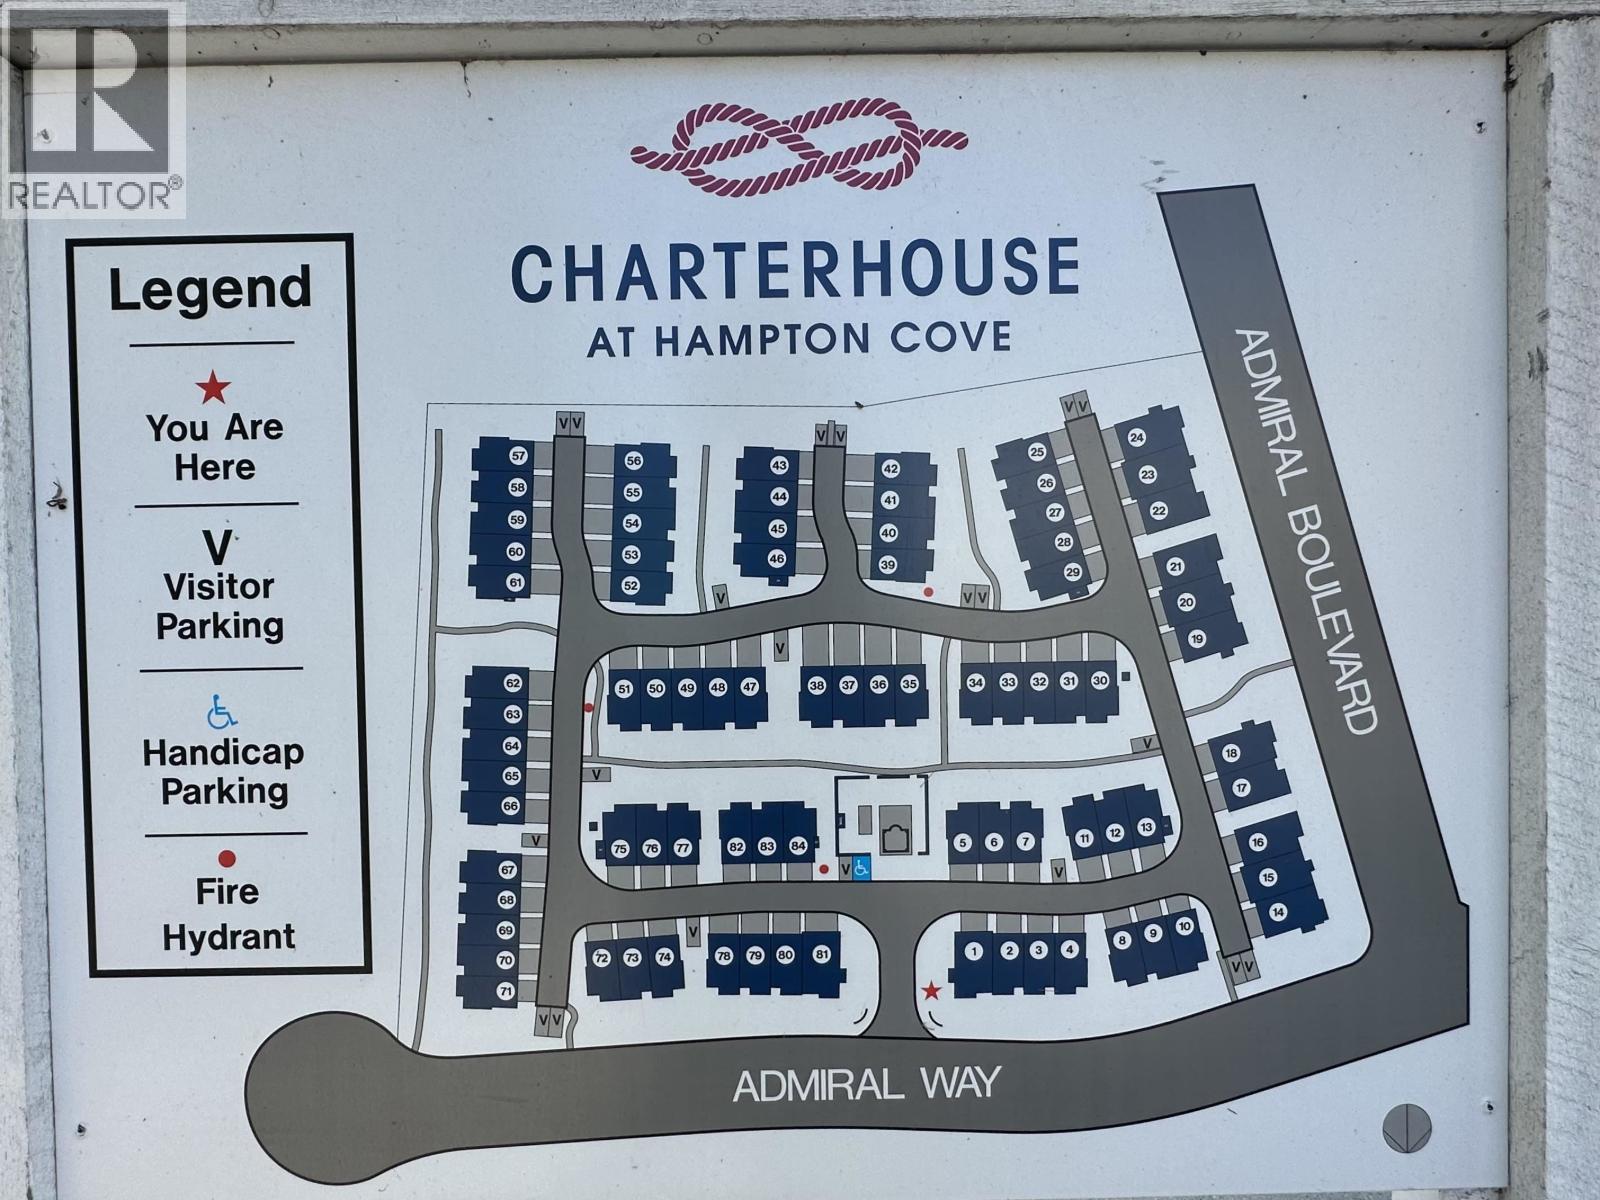 R
REALTOR®
CHARTERHOUSE
AT HAMPTON COVE
Legend
You Are
Here
V
Visitor
Parking
Handicap
Parking
Fire
Hydrant
ADMIRAL BOULEVARD
ADMIRAL WAY
V V
V V
V V
57
58
59
60
61
56
55
54
53
52
43
44
45
46
42
41
40
39
25
26
27
28
29
24
23
22
21
20
19
V
V V
V
51 50 49 48 47
38 37 36 35
34 33 32 31 30
62
63
64
65
66
V
V
18
17
V
75 76 77
82 83 84
V
5 6 7
V
11 12 13
16
15
14
67
68
69
70
71
72 73 74
V
78 79 80 81
1 2 3 4
8 9 10
V V
V V